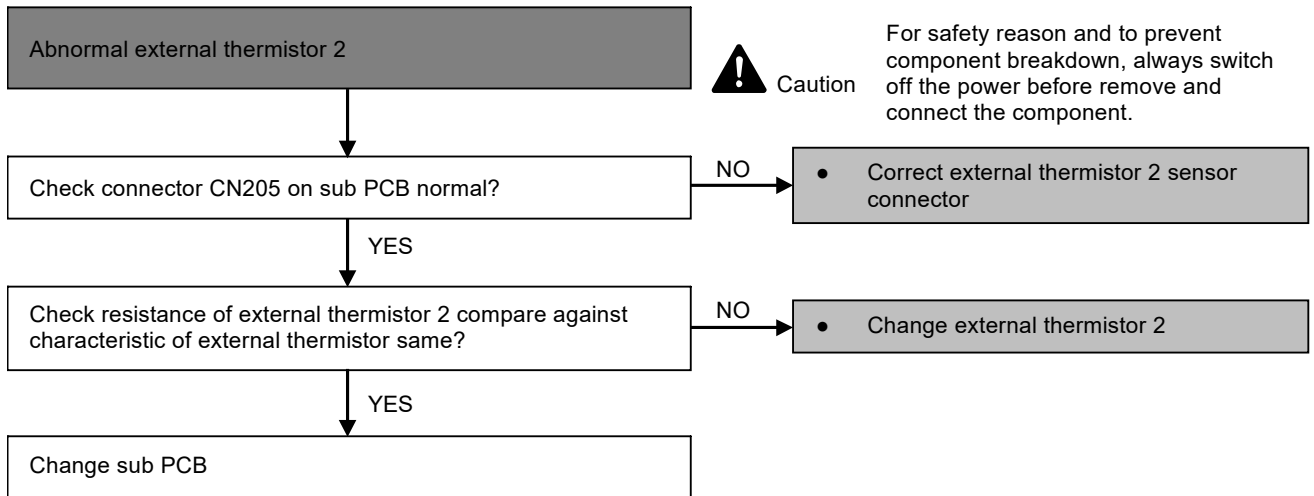 Abnormal external thermistor 2
Caution
For safety reason and to prevent
component breakdown, always switch
off the power before remove and
connect the component.
Check connector CN205 on sub PCB normal?
NO
● Correct external thermistor 2 sensor
connector
YES
Check resistance of external thermistor 2 compare against
characteristic of external thermistor same?
NO
● Change external thermistor 2
YES
Change sub PCB